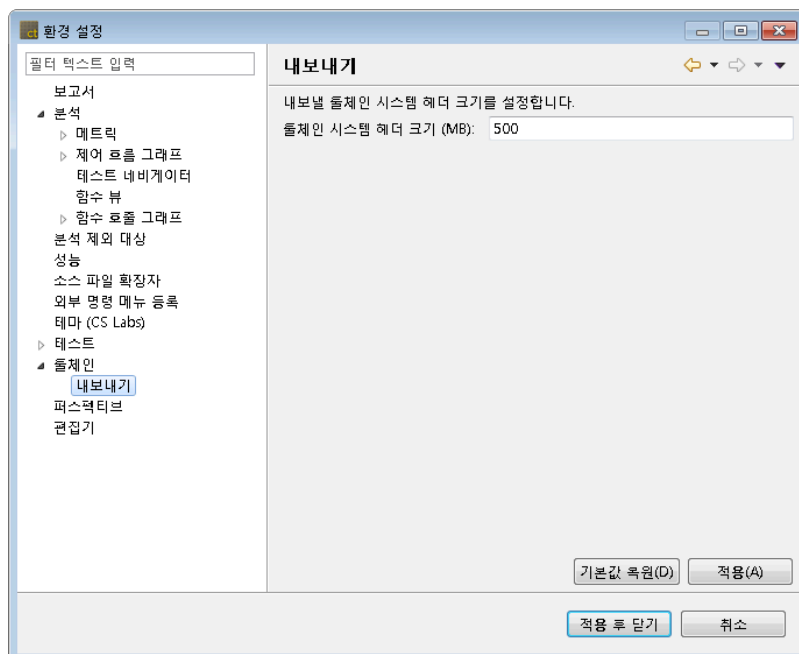 ct 환경 설정
필터 텍스트 입력
보고서
분석
메트릭
제어 흐름 그래프
테스트 네비게이터
함수 뷰
함수 호출 그래프
분석 제외 대상
성능
소스 파일 확장자
외부 명령 메뉴 등록
테마 (CS Labs)
테스트
툴체인
내보내기
퍼스펙티브
편집기
내보내기
내보낼 툴체인 시스템 헤더 크기를 설정합니다.
툴체인 시스템 헤더 크기 (MB): 500
기본값 복원(D) 적용(A)
적용 후 닫기 취소